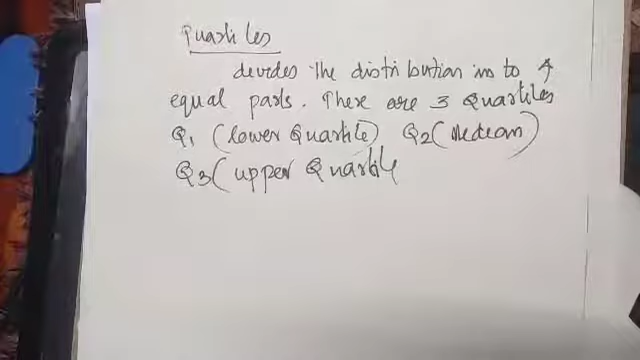 Quartiles
devides The distribution in to 4
equal parts. There are 3 Quartiles
Q1 (lower Quartile) Q2 (Median)
Q3 (upper Quartile